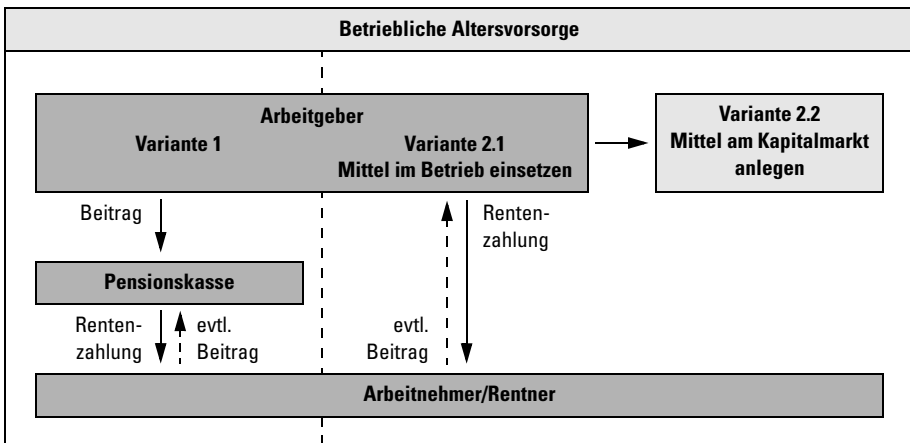 Betriebliche Altersvorsorge
Arbeitgeber
Variante 1
Variante 2.1
Mittel im Betrieb einsetzen
Variante 2.2
Mittel am Kapitalmarkt
anlegen
Beitrag
Renten-
zahlung
Pensionskasse
Renten-
zahlung
evtl.
Beitrag
evtl.
Beitrag
Arbeitnehmer/Rentner